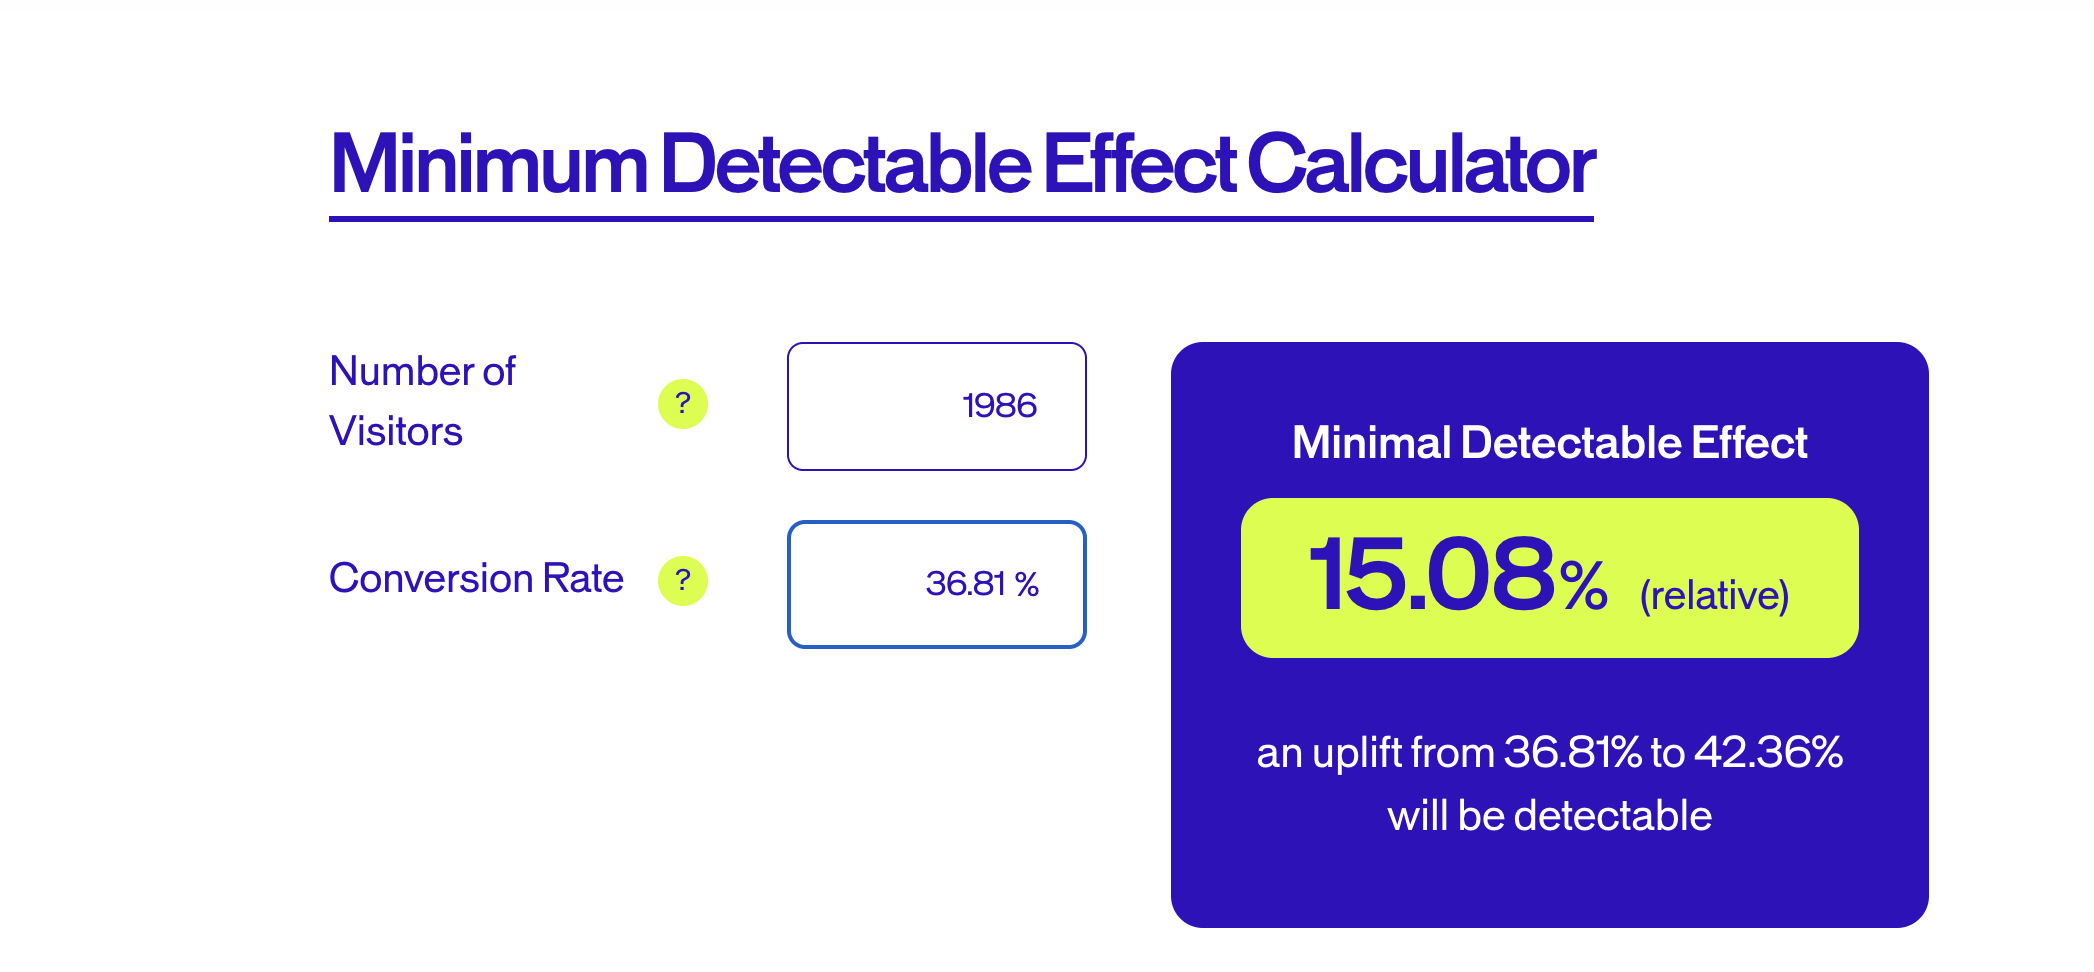 Minimum Detectable Effect Calculator
Number of
Visitors
?
1986
Conversion Rate
?
36.81 %
Minimal Detectable Effect
15.08% (relative)
an uplift from 36.81% to 42.36%
will be detectable